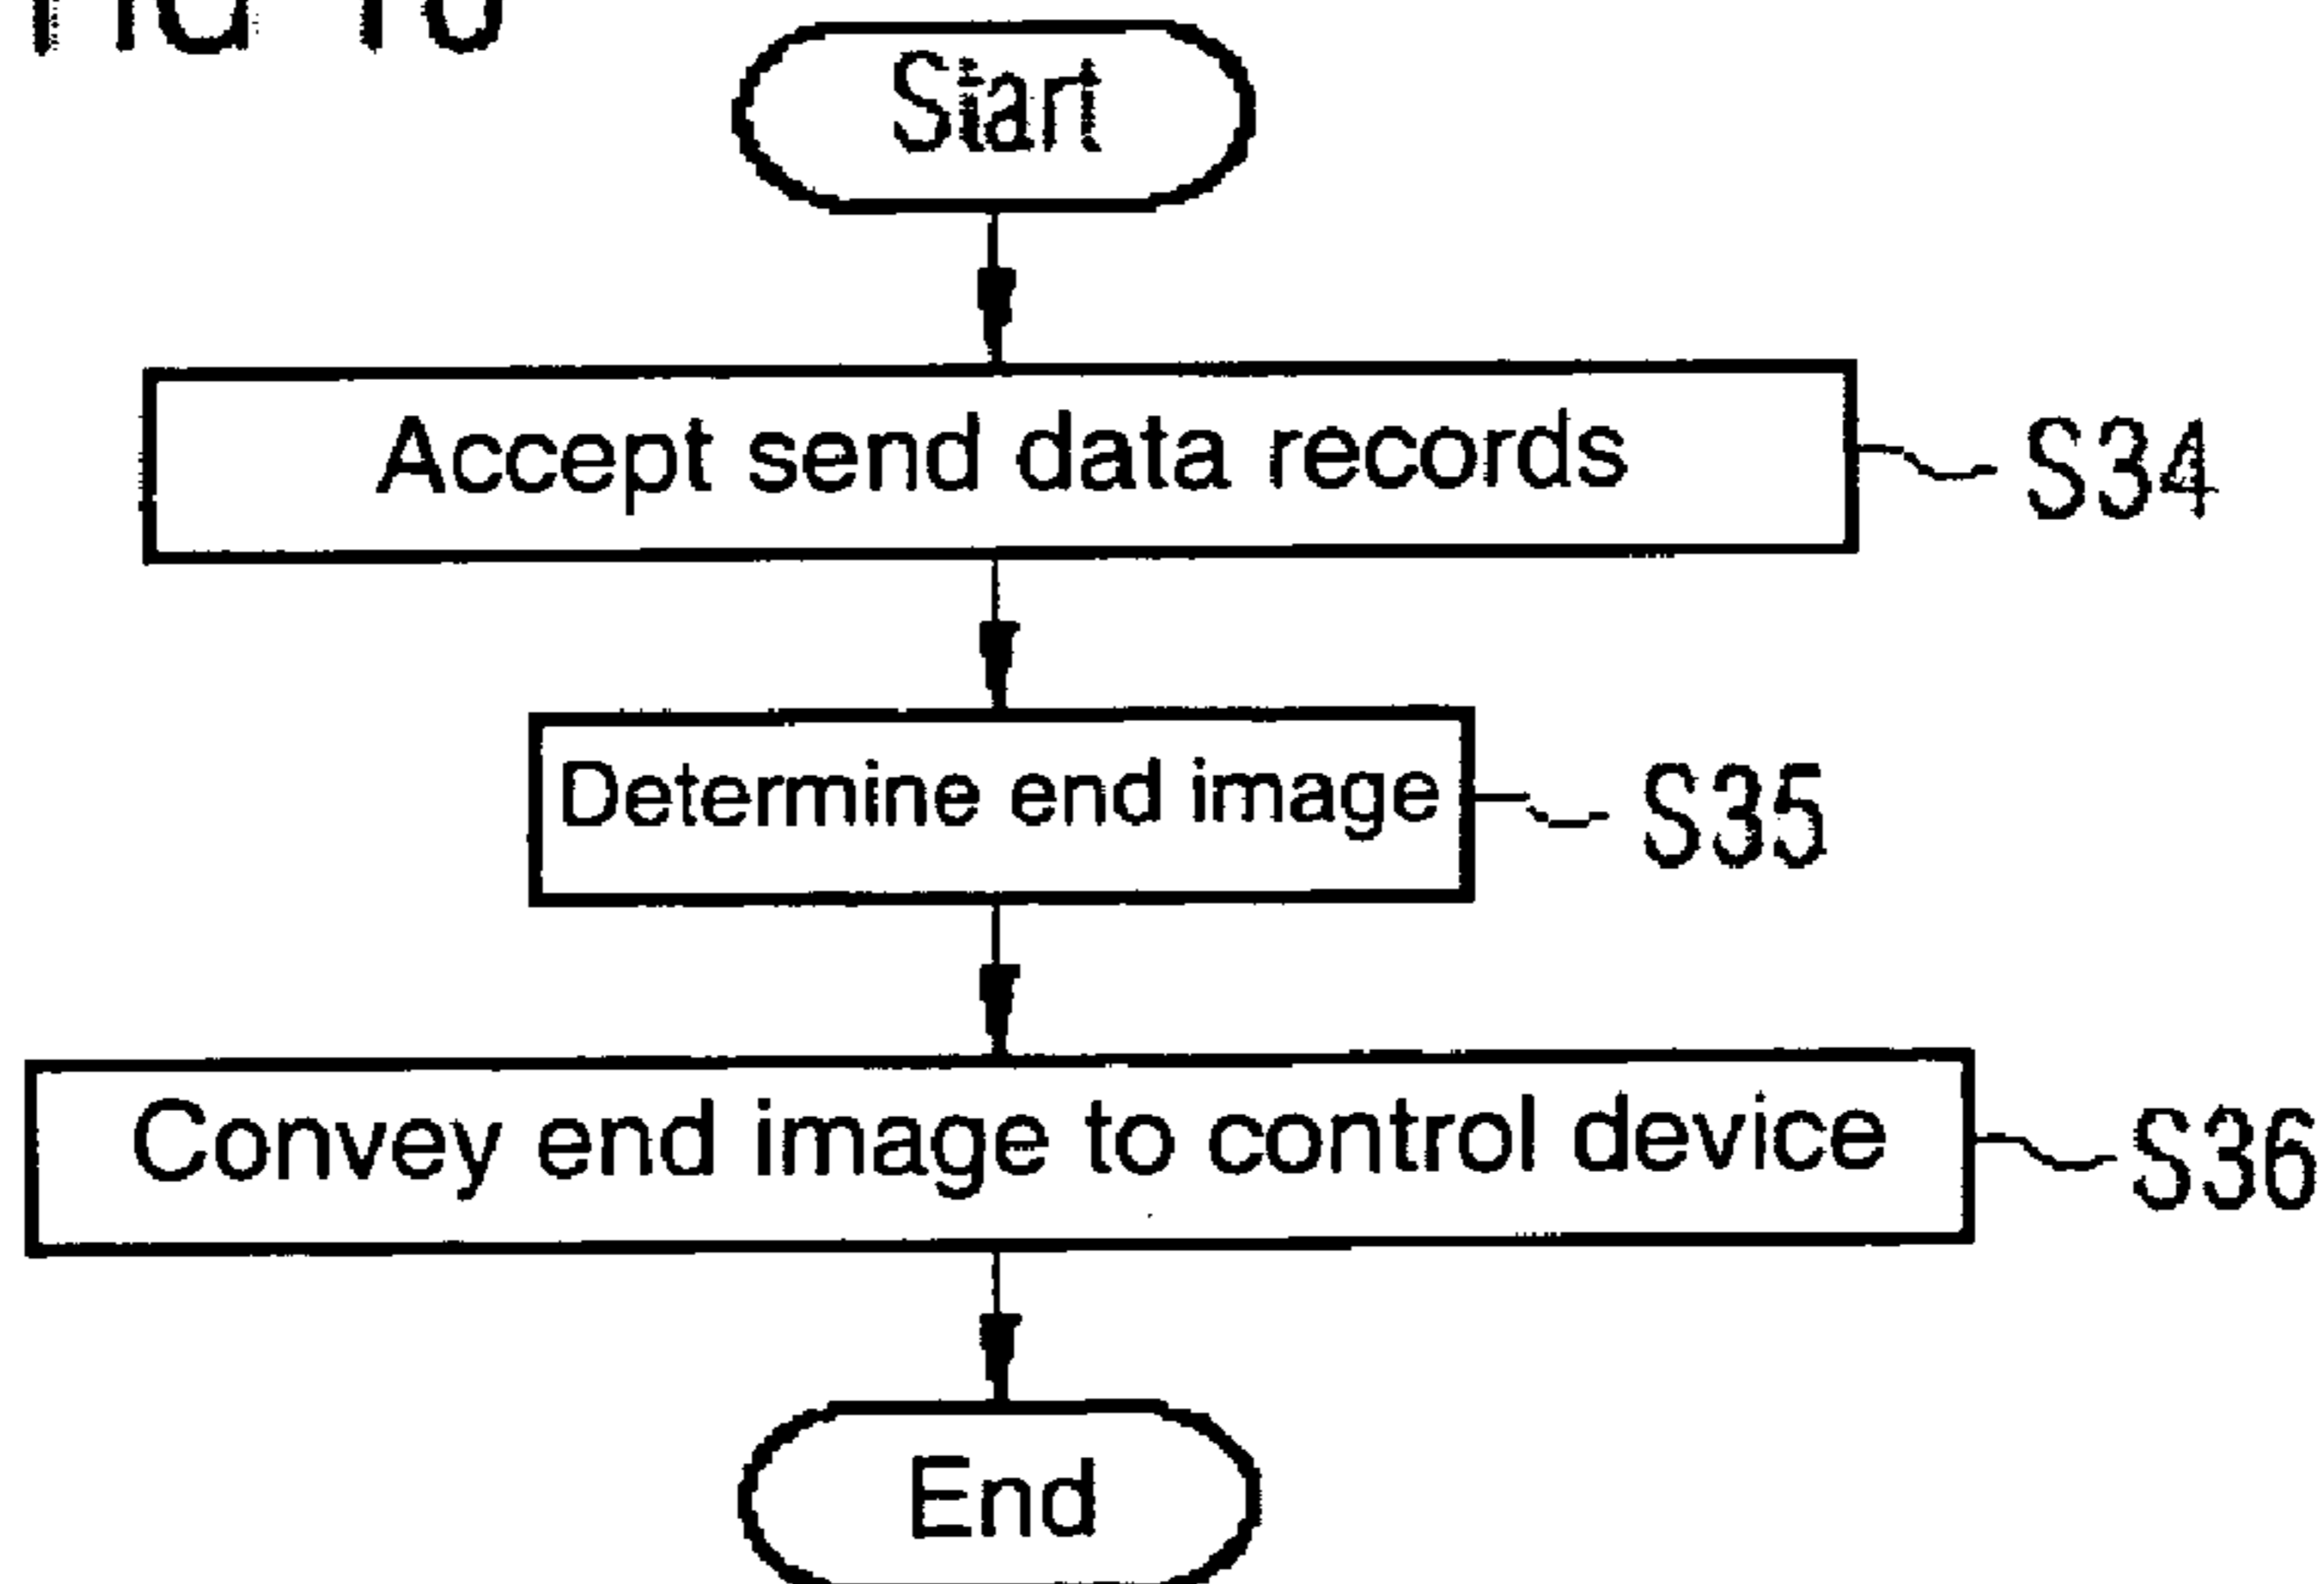 Start
Accept send data records
S34
Determine end image
S35
Convey end image to control device
S36
End